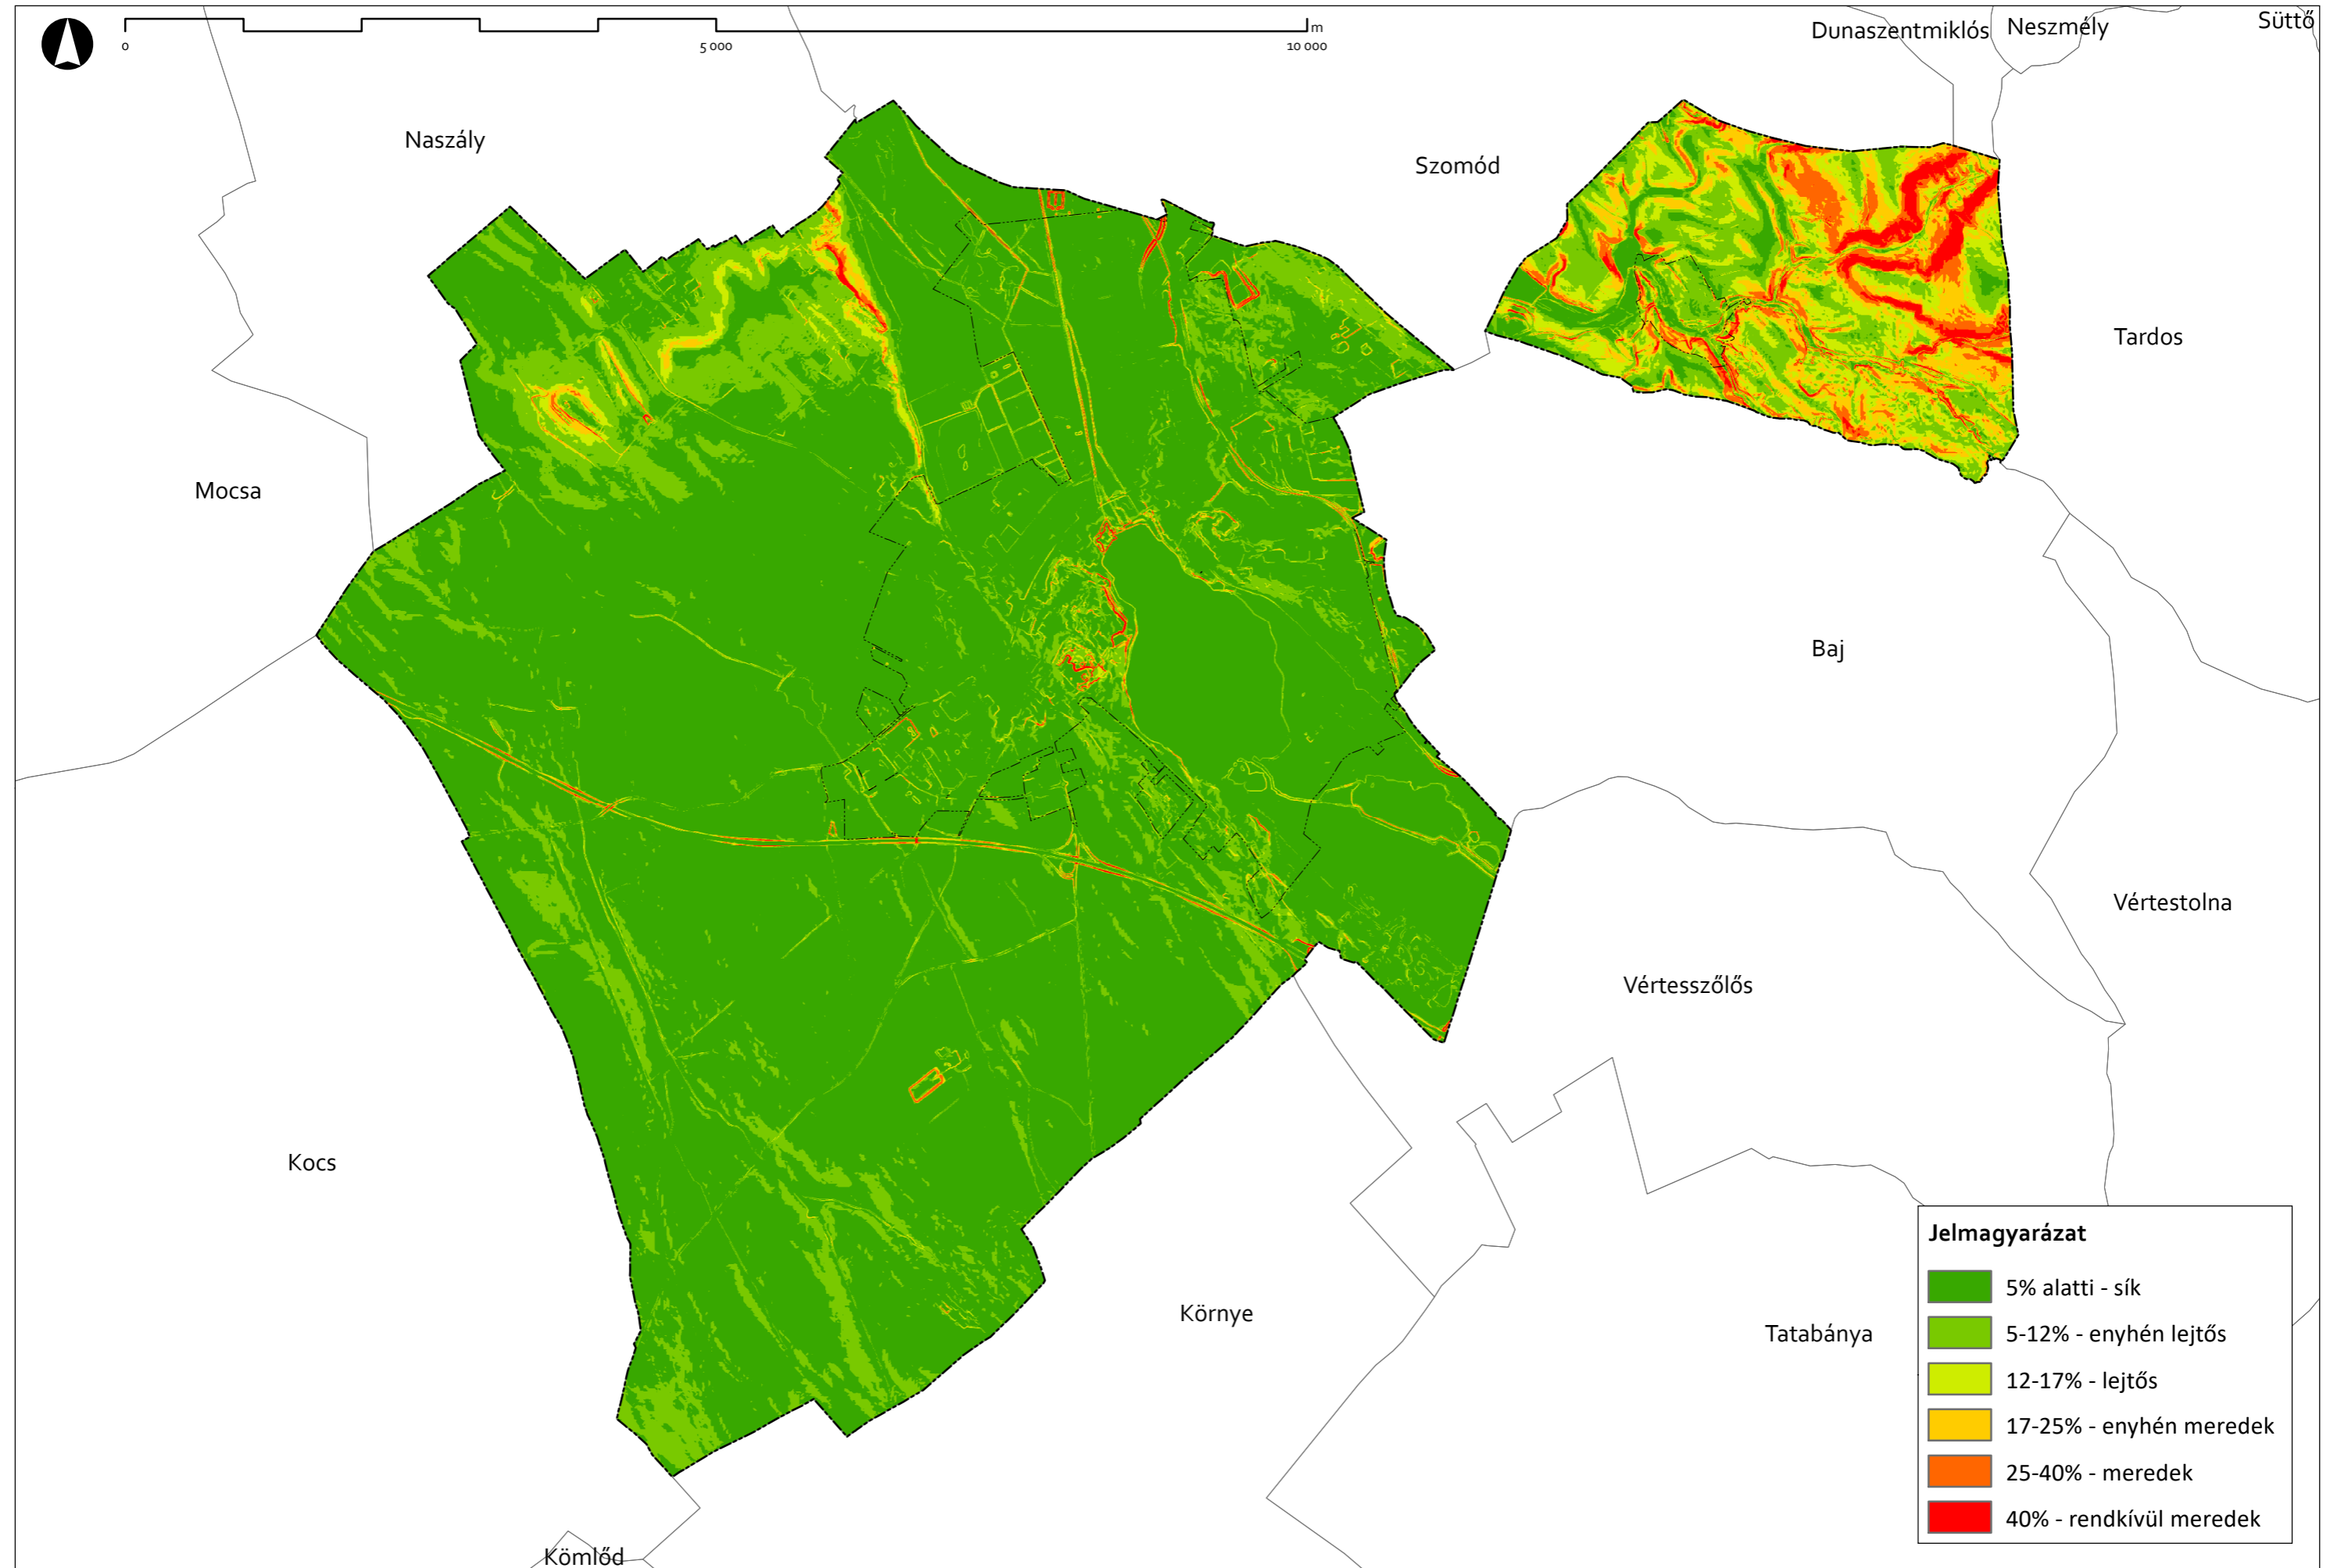 m
0
5 000
10 000
Dunaszentmiklós
Neszmély
Süttő
Naszály
Szomód
Tardos
Mocsa
Baj
Vértestolna
Vértesszőlős
Kocs
Környe
Tatabánya
Kömlőd
Jelmagyarázat
5% alatti - sík
5-12% - enyhén lejtős
12-17% - lejtős
17-25% - enyhén meredek
25-40% - meredek
40% - rendkívül meredek